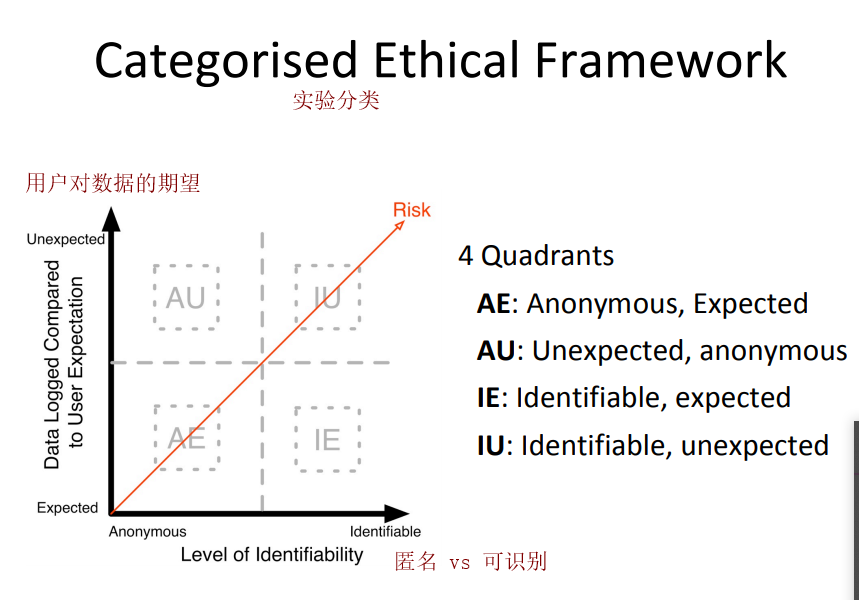 Categorised Ethical Framework
实验分类
用户对数据的期望
Risk
Unexpected
Data Logged Compared
to User Expectation
AU
IU
AE
IE
Expected
Anonymous
Identifiable
Level of Identifiability
匿名 vs 可识别
4 Quadrants
AE: Anonymous, Expected
AU: Unexpected, anonymous
IE: Identifiable, expected
IU: Identifiable, unexpected